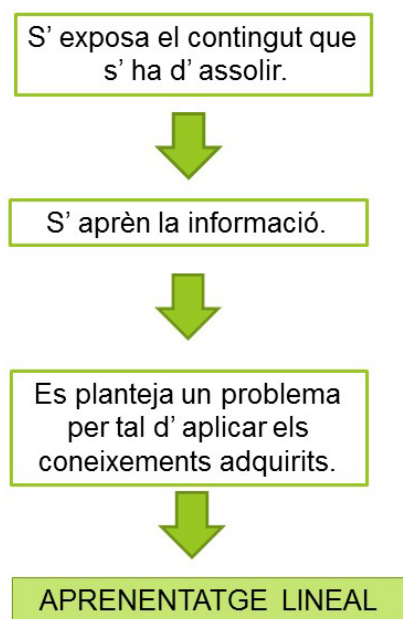 S’ exposa el contingut que
s’ ha d’ assolir.
S’ aprèn la informació.
Es planteja un problema
per tal d’ aplicar els
coneixements adquirits.
APRENENTATGE LINEAL